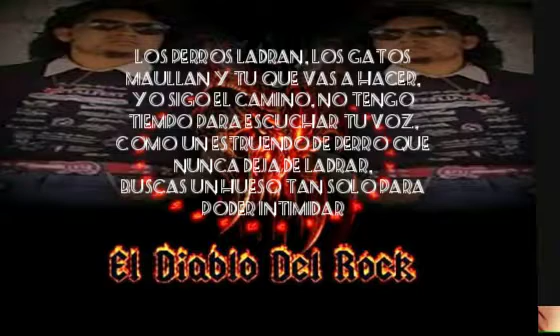 LOS PERROS LADRAN, LOS GATOS
MAULLAN Y TU QUE VAS A HACER,
YO SIGO EL CAMINO, NO TENGO
TIEMPO PARA ESCUCHAR TU VOZ,
COMO UN ESTRUENDO DE PERRO QUE
NUNCA DEJA DE LADRAR,
BUSCAS UN HUESO TAN SOLO PARA
PODER INTIMIDAR
El Diablo Del Rock